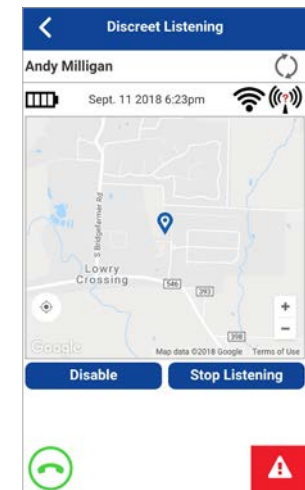 Discreet Listening
Andy Milligan
Sept. 11 2018 6:23pm
((?))
S Bridgefarmer Rd
Lowry
Crossing
546
393
398
+
−
Google
Map data ©2018 Google
Terms of Use
Disable
Stop Listening